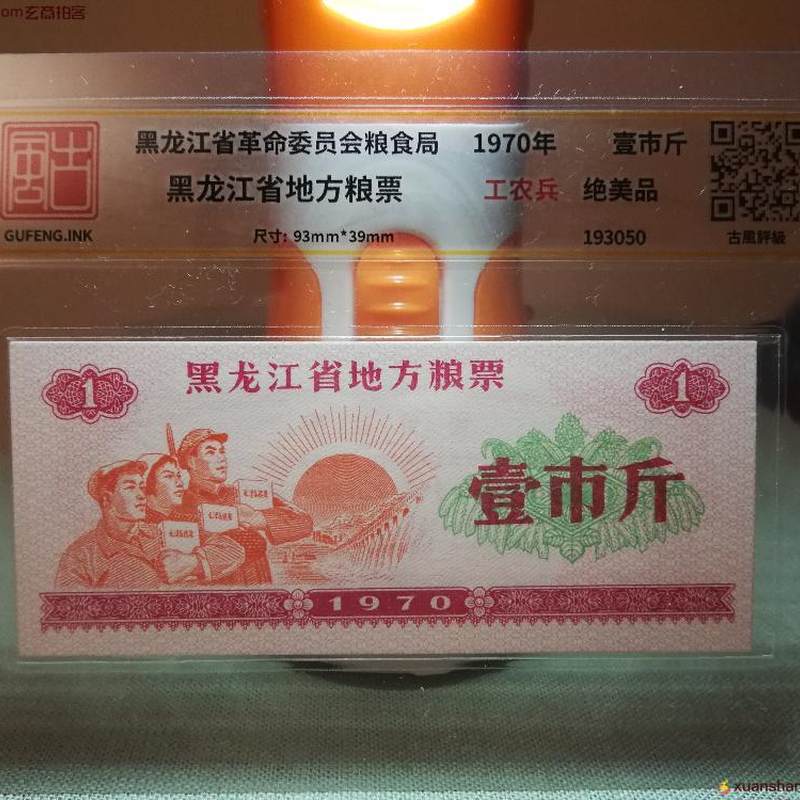 om玄商拍客
黑龙江省革命委员会粮食局 1970年 壹市斤
黑龙江省地方粮票 工农兵 绝美品
GUFENG.INK 尺寸: 93mm*39mm 193050 古風評級
黑龙江省地方粮票
1 1
壹市斤
1970
xuanshar